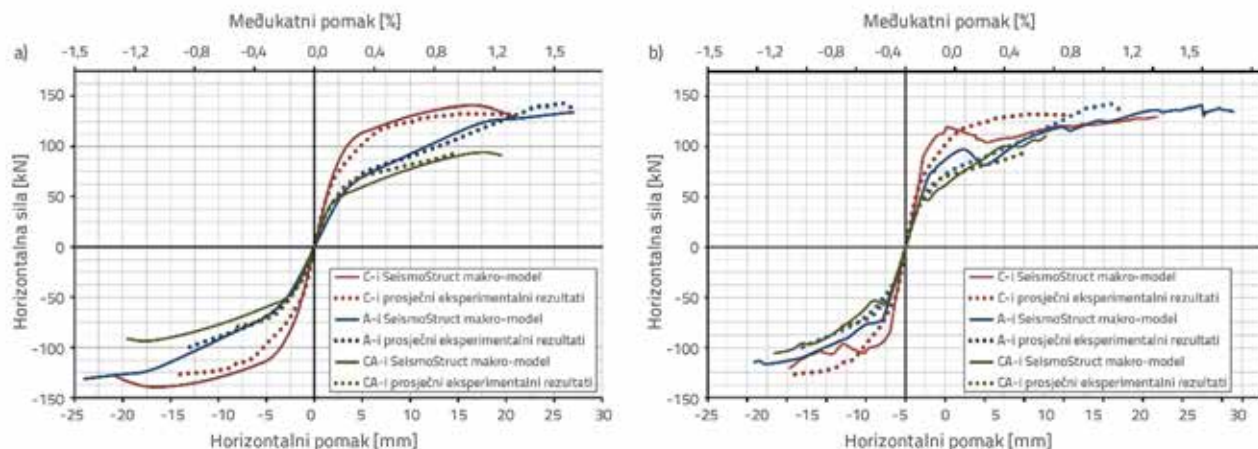 Međukatni pomak [%]
a)
-1,5 -1,2 -0,8 -0,4 0,0 0,4 0,8 1,2 1,5
Horizontalna sila [kN]
150
100
50
0
-50
-100
-150
C-i SeismoStruct makro-model
C-i prosječni eksperimentalni rezultati
A-i SeismoStruct makro-model
A-i prosječni eksperimentalni rezultati
CA-i SeismoStruct makro-model
CA-i prosječni eksperimentalni rezultati
-25 -20 -15 -10 -5 0 5 10 15 20 25 30
Horizontalni pomak [mm]
Međukatni pomak [%]
b)
-1,5 -1,2 -0,8 -0,4 0,0 0,4 0,8 1,2 1,5
Horizontalna sila [kN]
150
100
50
0
-50
-100
-150
C-i SeismoStruct makro-model
C-i prosječni eksperimentalni rezultati
A-i SeismoStruct makro-model
A-i prosječni eksperimentalni rezultati
CA-i SeismoStruct makro-model
CA-i prosječni eksperimentalni rezultati
-25 -20 -15 -10 -5 0 5 10 15 20 25 30
Horizontalni pomak [mm]